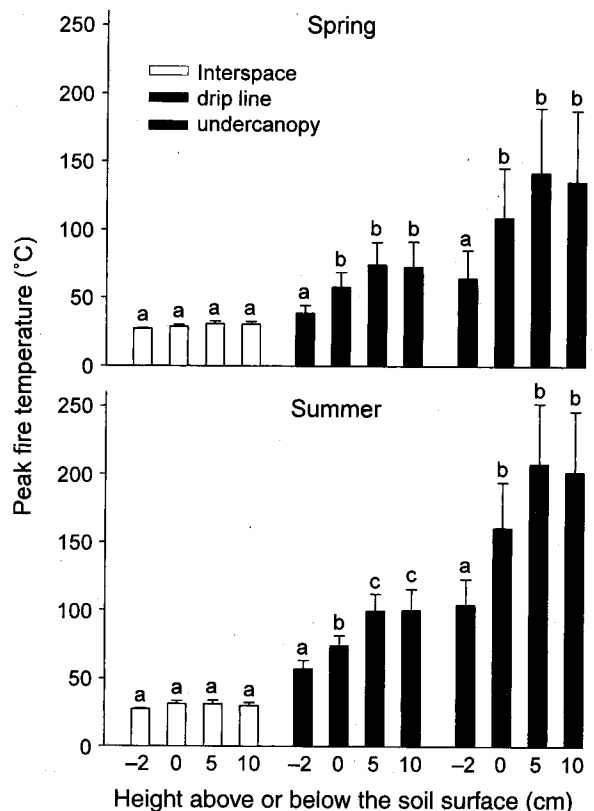 Spring
Interspace
drip line
undercanopy
250
200
150
100
50
0
a a a a a b b b a b b b
Summer
250
200
150
100
50
0
a a a a a b c c a b b b
–2 0 5 10 –2 0 5 10 –2 0 5 10
Height above or below the soil surface (cm)
Peak fire temperature (°C)